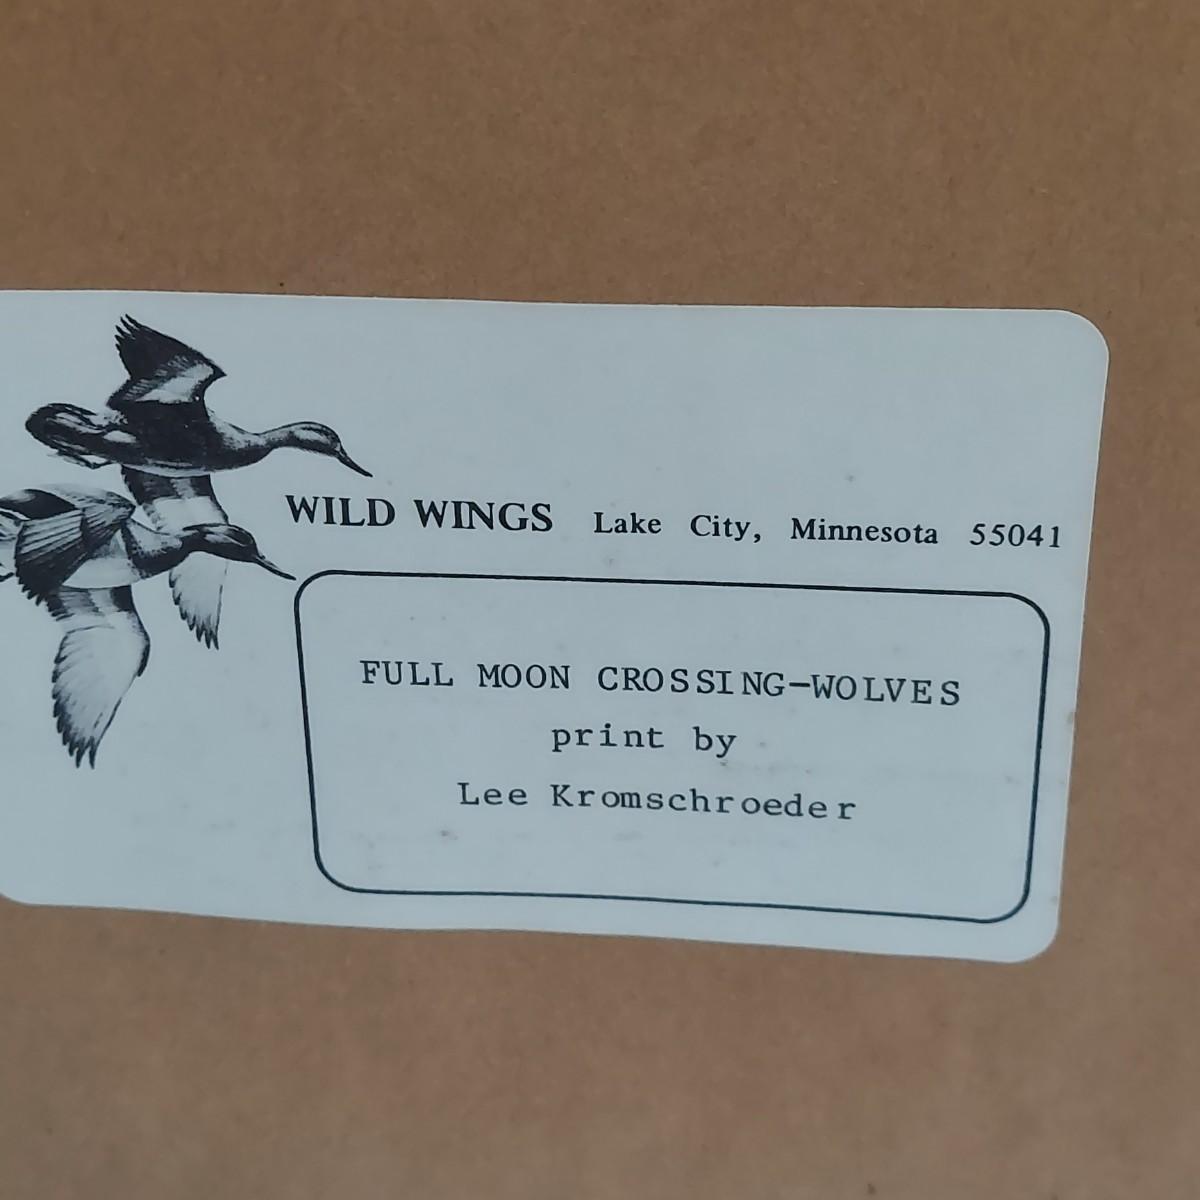 WILD WINGS Lake City, Minnesota 55041
FULL MOON CROSSING-WOLVES
print by
Lee Kromschroeder